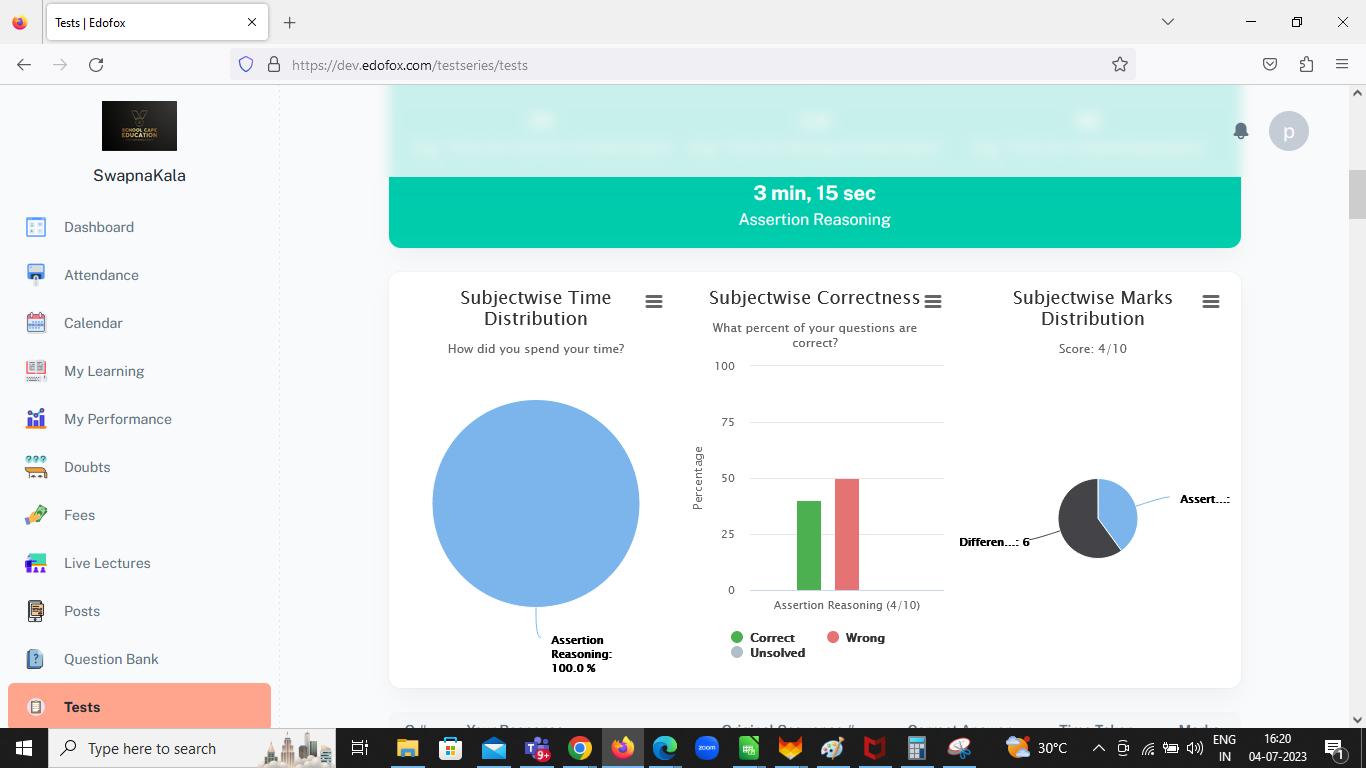 Tests | Edofox
https://dev.edofox.com/testseries/tests
SCHOOL CAFE
EDUCATION
SwapnaKala
Dashboard
Attendance
Calendar
My Learning
My Performance
Doubts
Fees
Live Lectures
Posts
Question Bank
Tests
p
3 min, 15 sec
Assertion Reasoning
Subjectwise Time
Distribution
How did you spend your time?
Assertion
Reasoning:
100.0 %
Subjectwise Correctness
What percent of your questions are
correct?
Percentage
100
75
50
25
0
Assertion Reasoning (4/10)
Correct
Wrong
Unsolved
Subjectwise Marks
Distribution
Score: 4/10
Assert...:
Differen...: 6
Type here to search
9+
zoom
30°C
ENG
IN
16:20
04-07-2023
1